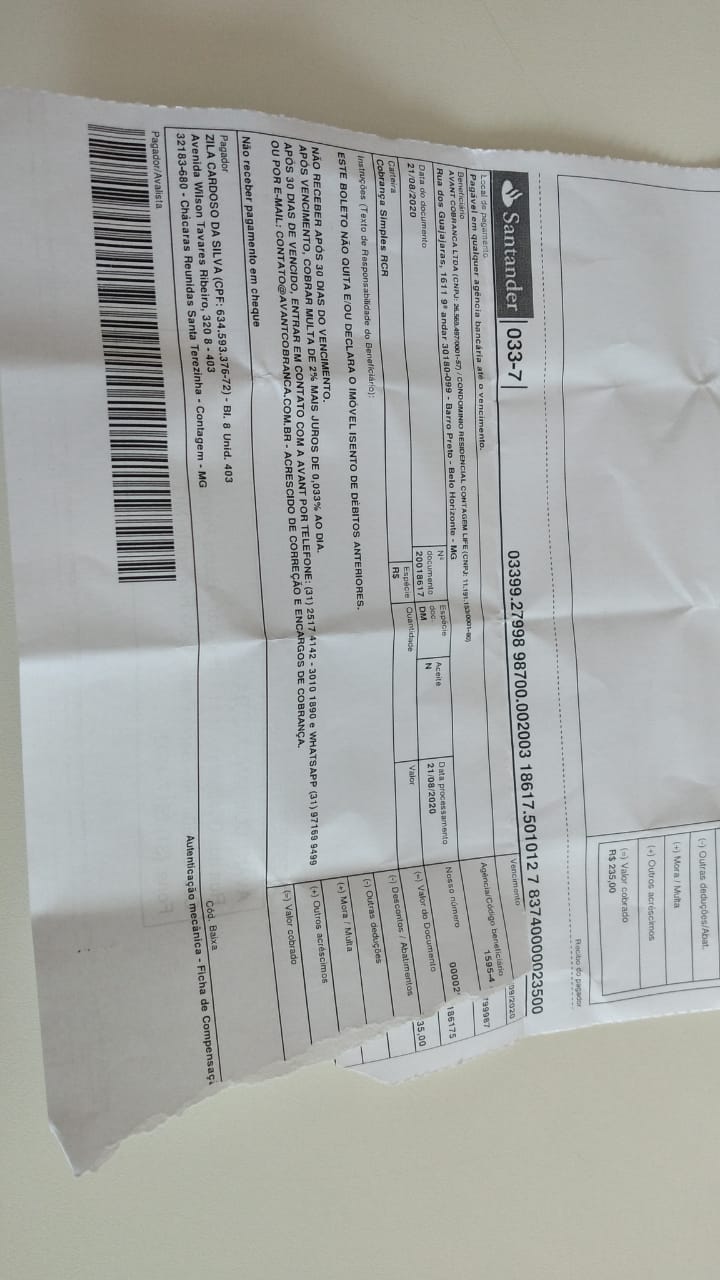 (-) Outras deduções/Abat.
(+) Mora / Multa
(+) Outros acréscimos
(=) Valor cobrado
R$ 235,00
Recibo do pagador
Santander 033-7 03399.27998 98700.002003 18617.501012 7 83740000023500
Local de pagamento
Pagável em qualquer agência bancária até o vencimento.
Vencimento
09/2020
Beneficiário
AVANT COBRANCA LTDA (CNPJ: 26.569.497/0001-57) / CONDOMINIO RESIDENCIAL CONTAGEM LIFE (CNPJ: 11.191.153/0001-80)
Rua dos Guajajaras, 1611 9º andar 30180-099 - Barro Preto - Belo Horizonte - MG
Agência/Código beneficiário
1595-4 799987
Data do documento
21/08/2020
Nº documento
20018617
Espécie doc.
DM
Aceite
N
Data processamento
21/08/2020
Nosso número
00002 186175
Carteira
Cobrança Simples RCR
Espécie
R$
Quantidade
Valor
(=) Valor do Documento
35,00
Instruções (Texto de Responsabilidade do Beneficiário):
ESTE BOLETO NÃO QUITA E/OU DECLARA O IMÓVEL ISENTO DE DÉBITOS ANTERIORES.
NÃO RECEBER APÓS 30 DIAS DO VENCIMENTO.
APÓS VENCIMENTO, COBRAR MULTA DE 2% MAIS JUROS DE 0,033% AO DIA.
APÓS 30 DIAS DE VENCIDO, ENTRAR EM CONTATO COM A AVANT POR TELEFONE: (31) 2517 4142 - 3010 1890 e WHATSAPP (31) 97169 9499
OU POR E-MAIL: CONTATO@AVANTCOBRANCA.COM.BR - ACRESCIDO DE CORREÇÃO E ENCARGOS DE COBRANÇA.
Não receber pagamento em cheque
(-) Descontos / Abatimentos
(-) Outras deduções
(+) Mora / Multa
(+) Outros acréscimos
(=) Valor cobrado
Pagador
ZILA CARDOSO DA SILVA (CPF: 634.593.376-72) - Bl. 8 Unid. 403
Avenida Wilson Tavares Ribeiro, 320 8 - 403
32183-680 - Chácaras Reunidas Santa Terezinha - Contagem - MG
Cód. Baixa
Autenticação mecânica - Ficha de Compensaç
Pagador/Avalista